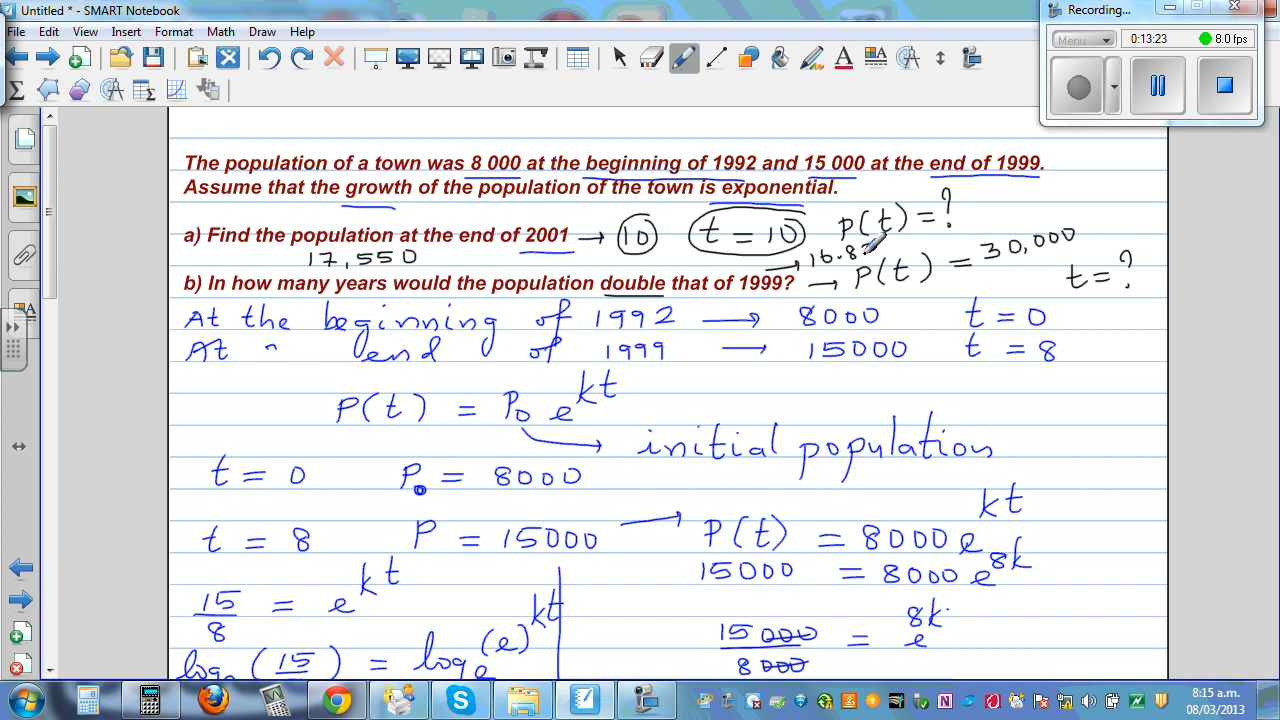 Untitled * - SMART Notebook
File Edit View Insert Format Math Draw Help
Recording...
Menu
0:13:23
8.0 fps
The population of a town was 8 000 at the beginning of 1992 and 15 000 at the end of 1999.
Assume that the growth of the population of the town is exponential.
a) Find the population at the end of 2001 → 10 t = 10 P(t) = ?
17,550
b) In how many years would the population double that of 1999? → P(t) = 30,000 t = ?
At the beginning of 1992 → 8000 t = 0
At " end of 1999 → 15000 t = 8
P(t) = P₀ e^kt
→ initial population
t = 0 P₀ = 8000
t = 8 P = 15000 → P(t) = 8000 e^kt
15000 = 8000 e^8k
15/8 = e^kt
15000/8000 = e^8k
(15/ ) = log_e (e)^kt
8:15 a.m.
08/03/2013